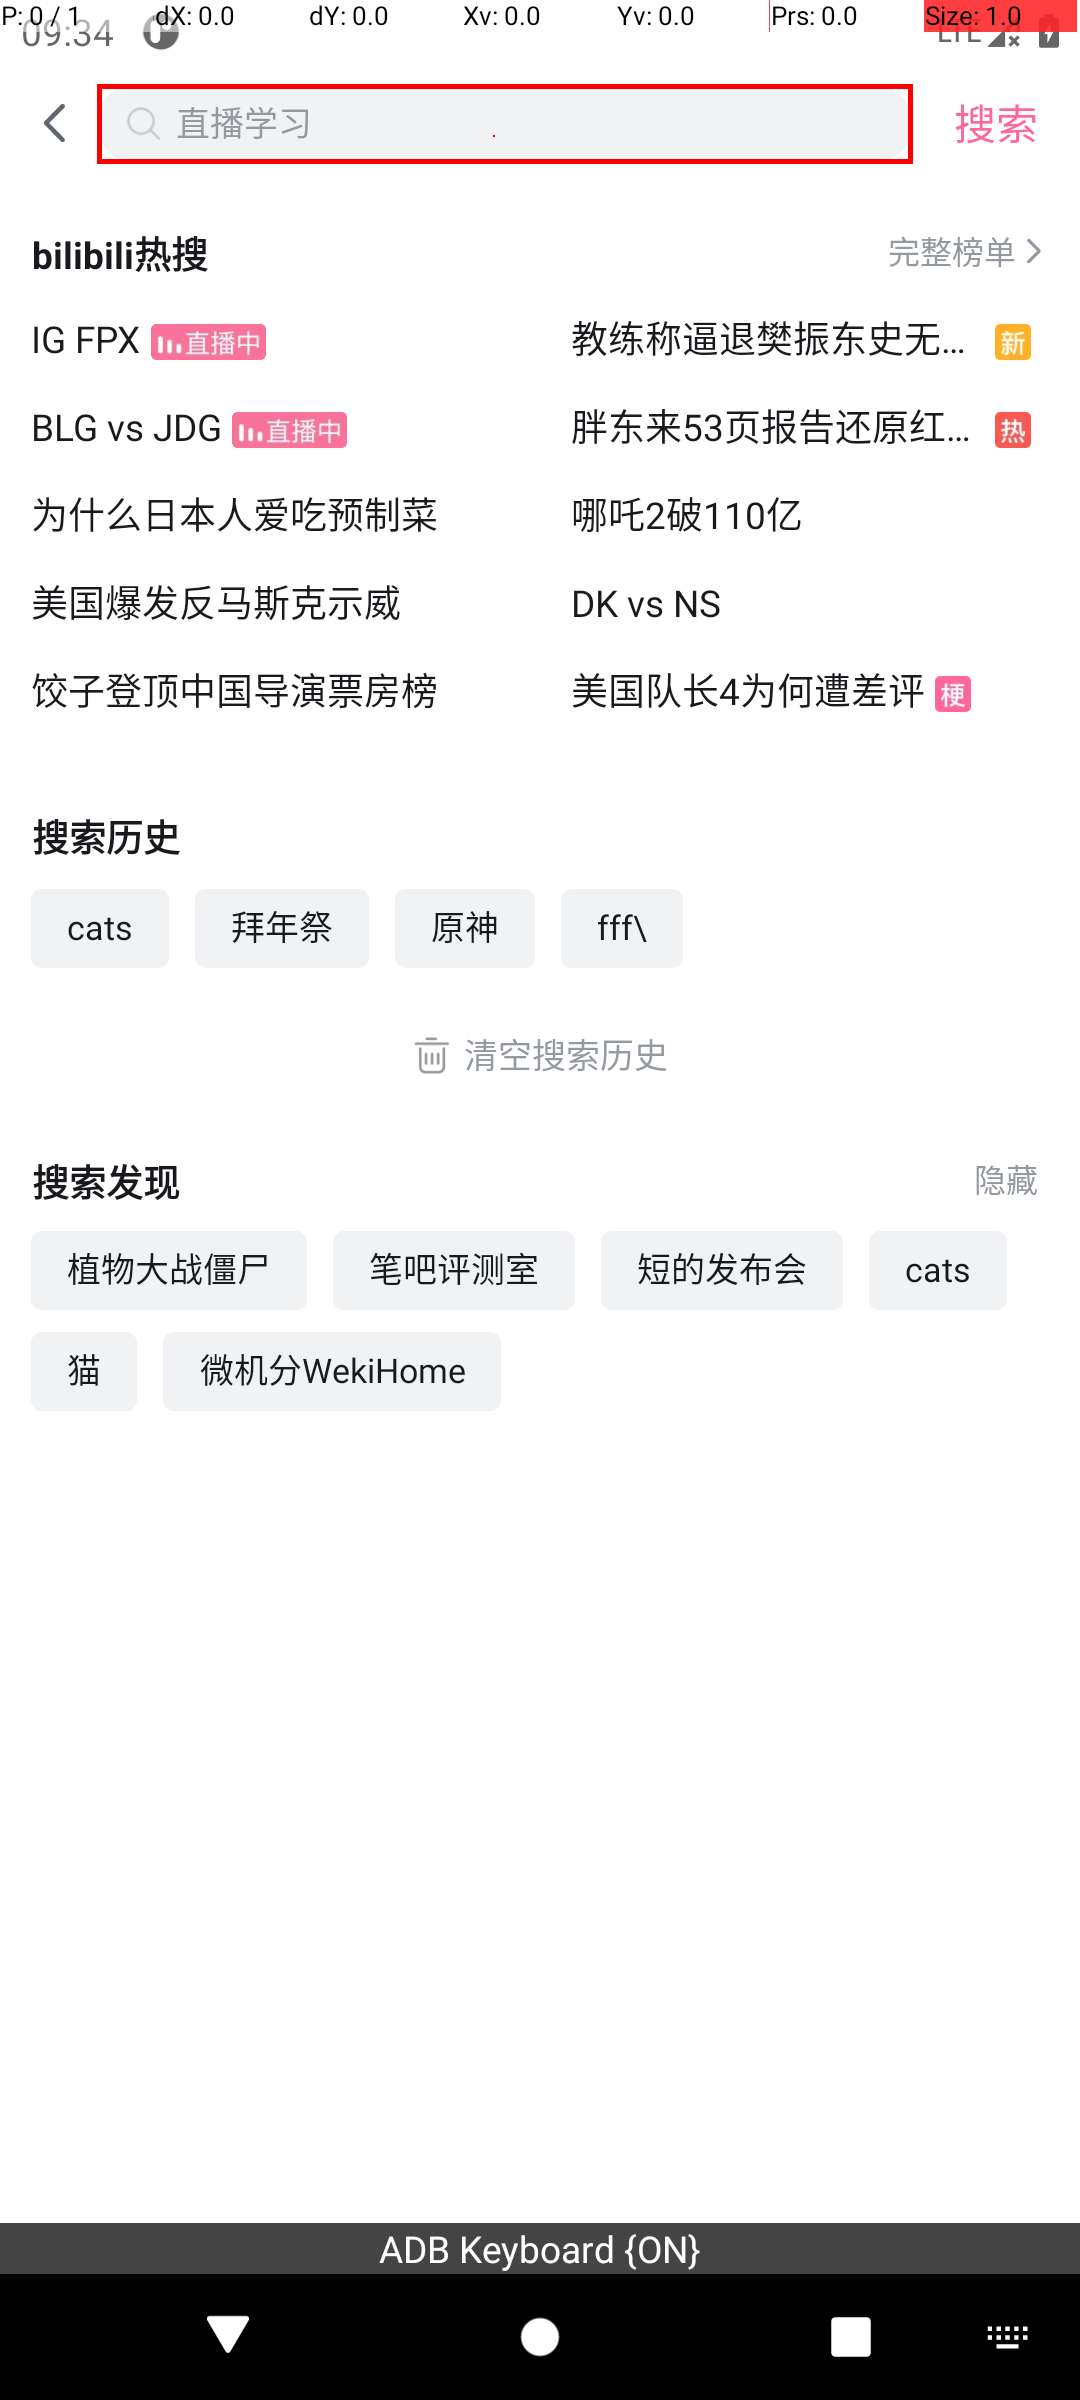 P: 0 / 1 dX: 0.0 dY: 0.0 Xv: 0.0 Yv: 0.0 Prs: 0.0 Size: 1.0
09:34 LTE
直播学习 搜索
bilibili热搜 完整榜单
IG FPX 直播中 教练称逼退樊振东史无... 新
BLG vs JDG 直播中 胖东来53页报告还原红... 热
为什么日本人爱吃预制菜 哪吒2破110亿
美国爆发反马斯克示威 DK vs NS
饺子登顶中国导演票房榜 美国队长4为何遭差评 梗
搜索历史
cats 拜年祭 原神 fff\
清空搜索历史
搜索发现 隐藏
植物大战僵尸 笔吧评测室 短的发布会 cats
猫 微机分WekiHome
ADB Keyboard {ON}